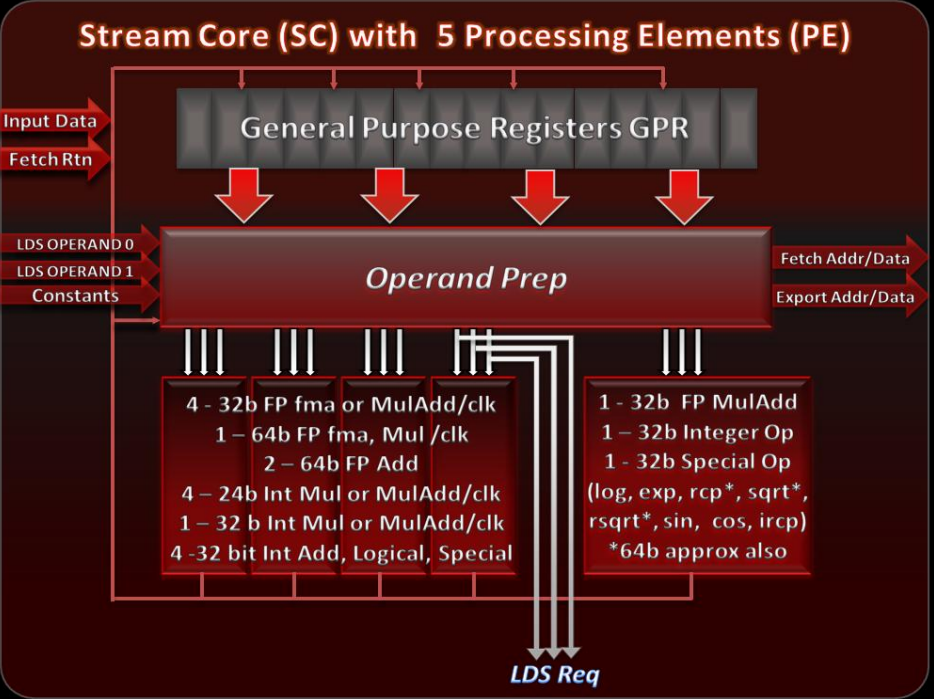 Stream Core (SC) with 5 Processing Elements (PE)
Input Data
Fetch Rtn
General Purpose Registers GPR
LDS OPERAND 0
LDS OPERAND 1
Constants
Operand Prep
Fetch Addr/Data
Export Addr/Data
4 - 32b FP fma or MulAdd/clk
1 – 64b FP fma, Mul /clk
2 – 64b FP Add
4 – 24b Int Mul or MulAdd/clk
1 – 32 b Int Mul or MulAdd/clk
4 -32 bit Int Add, Logical, Special
1 - 32b FP MulAdd
1 – 32b Integer Op
1 - 32b Special Op
(log, exp, rcp*, sqrt*,
rsqrt*, sin, cos, ircp)
*64b approx also
LDS Req